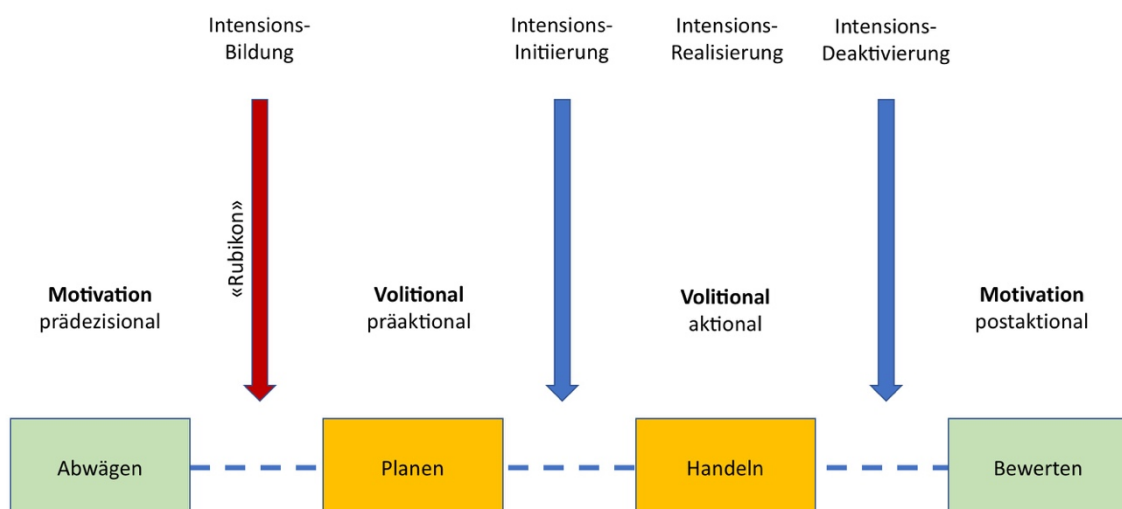 Intensions-
Bildung
Intensions-
Initiierung
Intensions-
Realisierung
Intensions-
Deaktivierung
«Rubikon»
Motivation
prädezisional
Volitional
präaktional
Volitional
aktional
Motivation
postaktional
Abwägen
Planen
Handeln
Bewerten